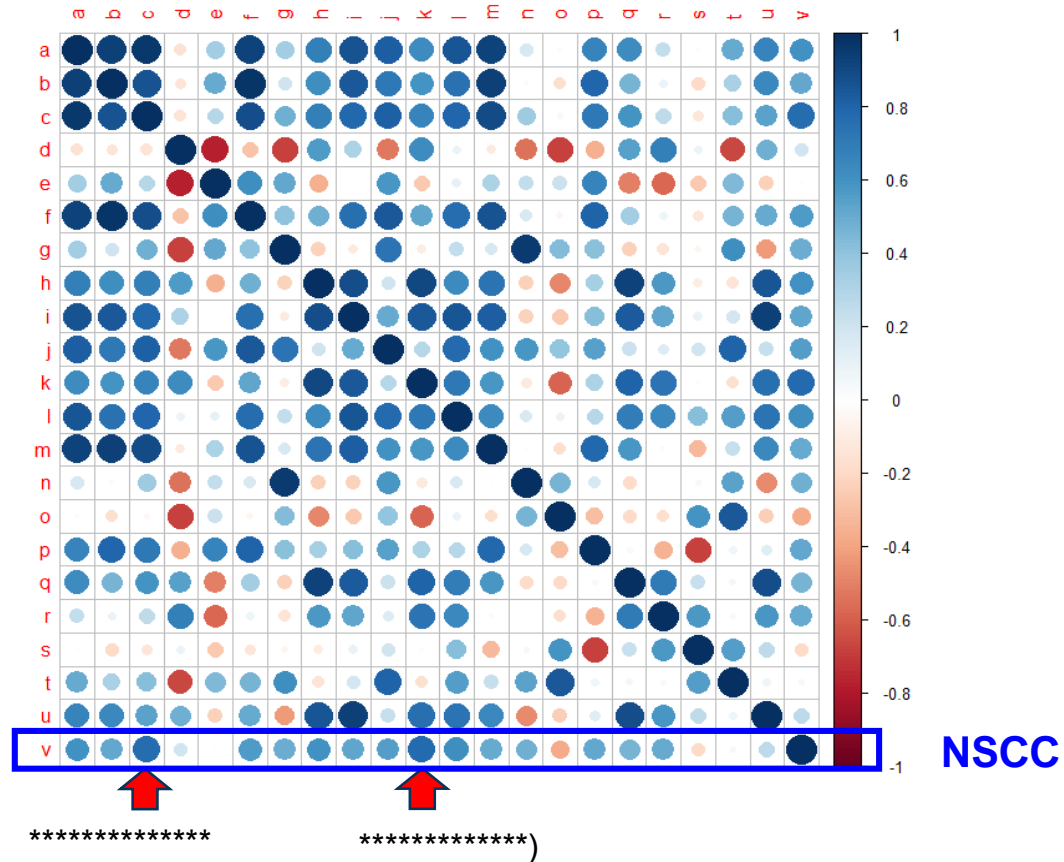 a b c d e f g h i j k l m n o p q r s t u v
a
b
c
d
e
f
g
h
i
j
k
l
m
n
o
p
q
r
s
t
u
v
1
0.8
0.6
0.4
0.2
0
-0.2
-0.4
-0.6
-0.8
-1
NSCC
************** *************)